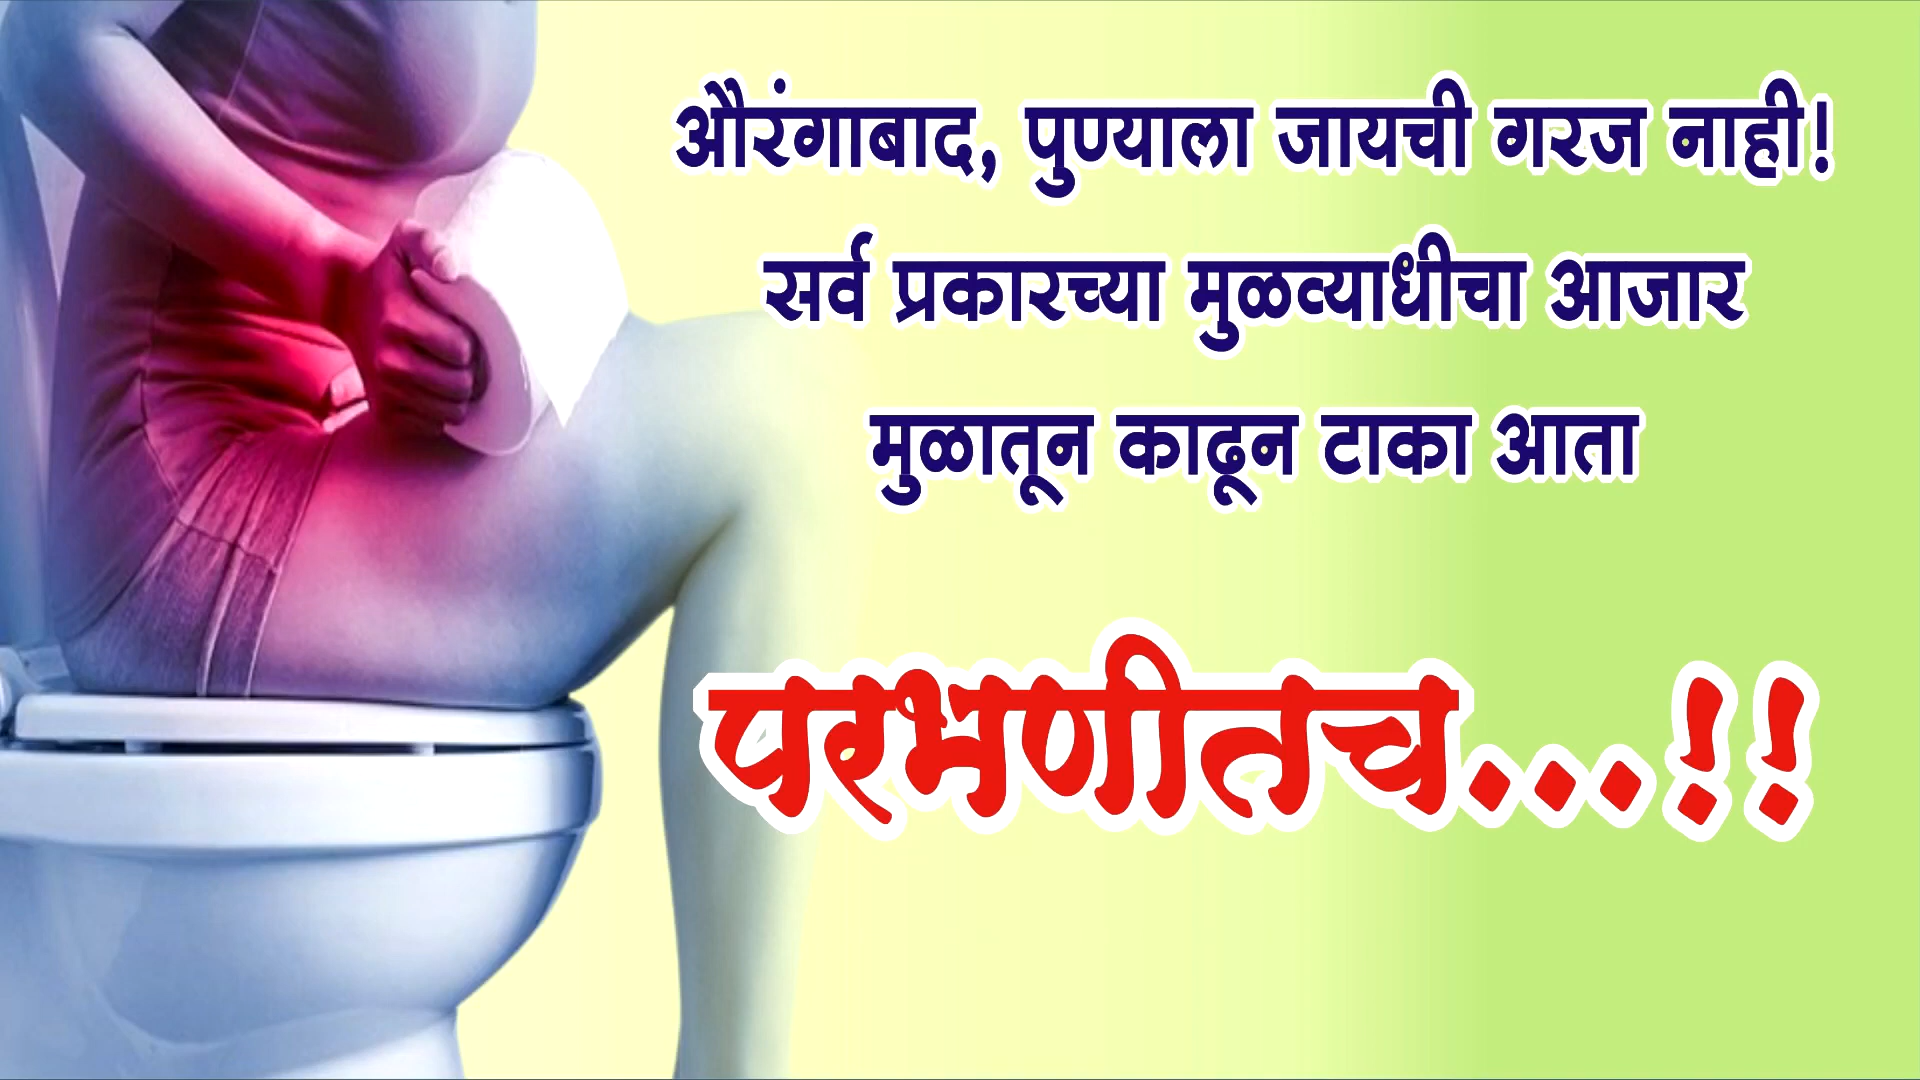 औरंगाबाद, पुण्याला जायची गरज नाही!
सर्व प्रकारच्या मुळव्याधीचा आजार
मुळातून काढून टाका आता
परभणीतच...!!